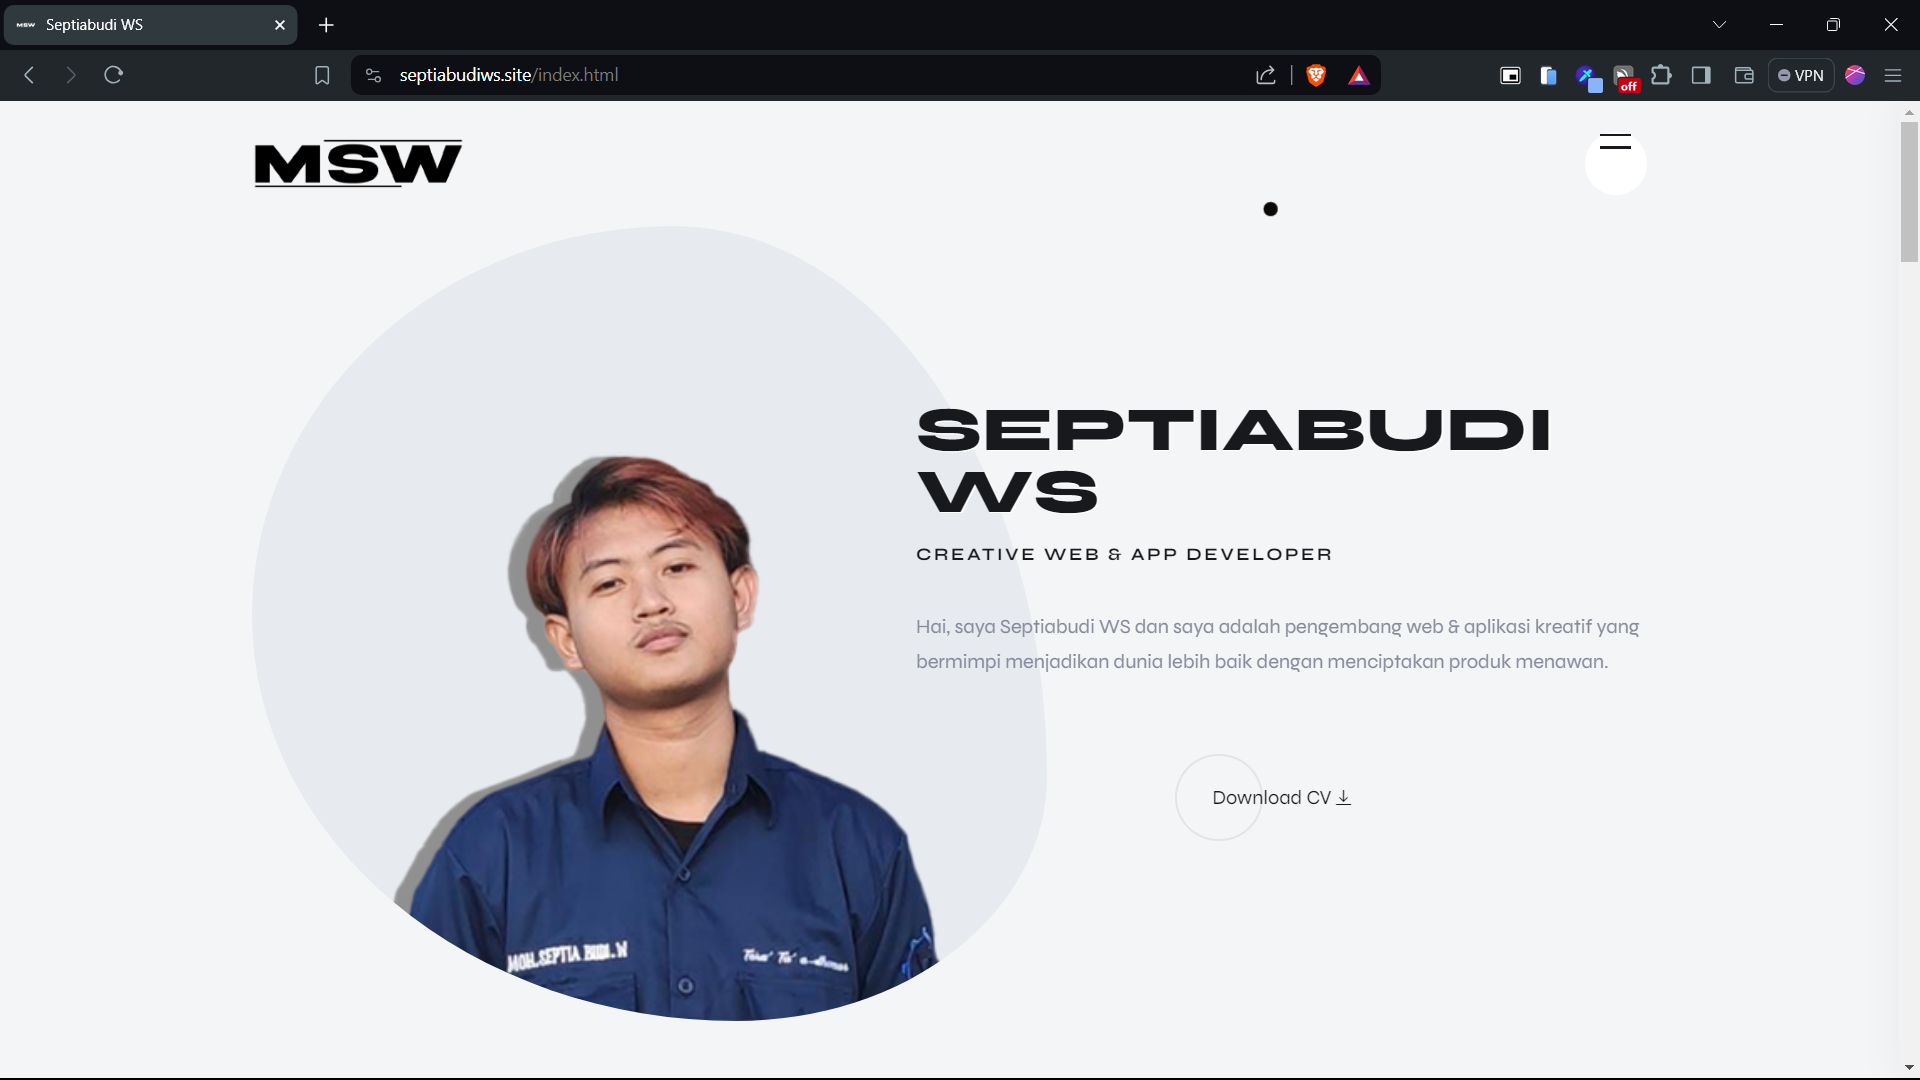 MSW
Septiabudi WS
septiabudiws.site/index.html
off
VPN
MSW
SEPTIABUDI
WS
CREATIVE WEB & APP DEVELOPER
Hai, saya Septiabudi WS dan saya adalah pengembang web & aplikasi kreatif yang
bermimpi menjadikan dunia lebih baik dengan menciptakan produk menawan.
Download CV
MOH.SEPTIA BUDI.W